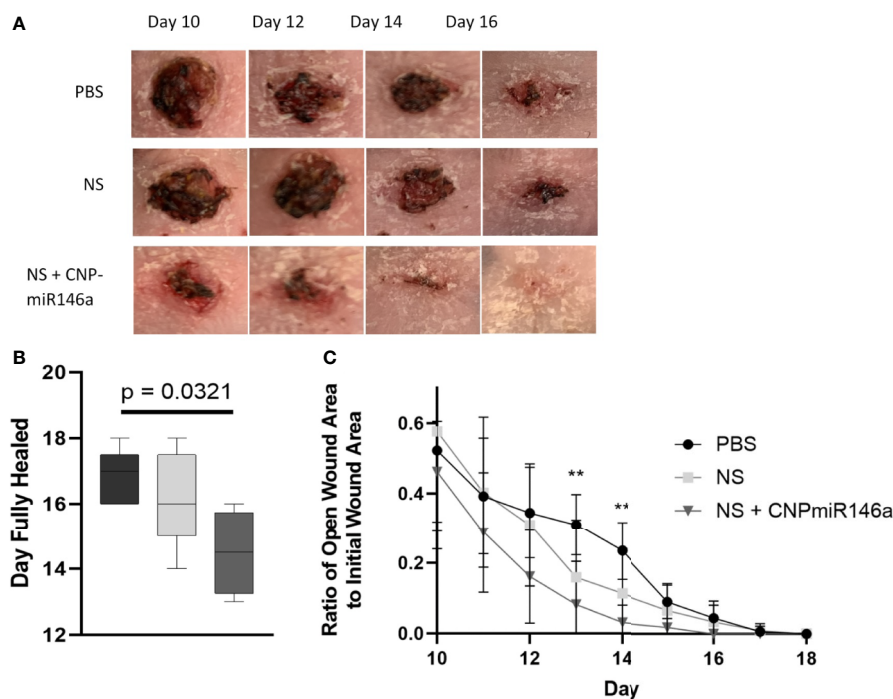 A
Day 10 Day 12 Day 14 Day 16
PBS
NS
NS + CNP-
miR146a
B
20
18
16
14
12
Day Fully Healed
p = 0.0321
C
Ratio of Open Wound Area
to Initial Wound Area
0.6
0.4
0.2
0.0
**
**
PBS
NS
NS + CNPmiR146a
10 12 14 16 18
Day